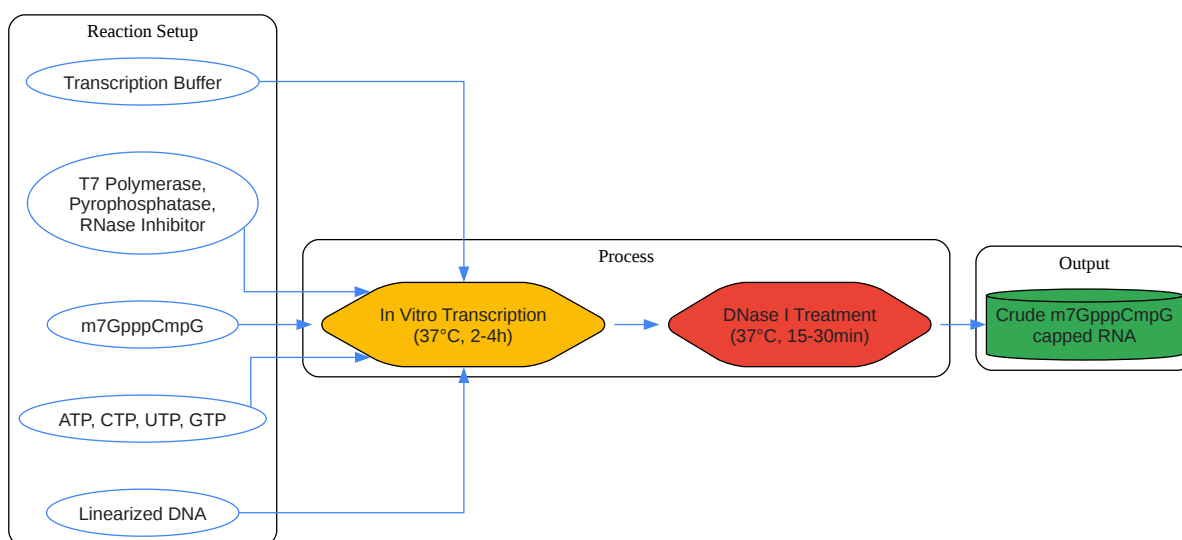 Reaction Setup
Transcription Buffer
T7 Polymerase,
Pyrophosphatase,
RNase Inhibitor
m7GpppCmpG
ATP, CTP, UTP, GTP
Linearized DNA
Process
In Vitro Transcription
(37°C, 2-4h)
DNase I Treatment
(37°C, 15-30min)
Output
Crude m7GpppCmpG
capped RNA